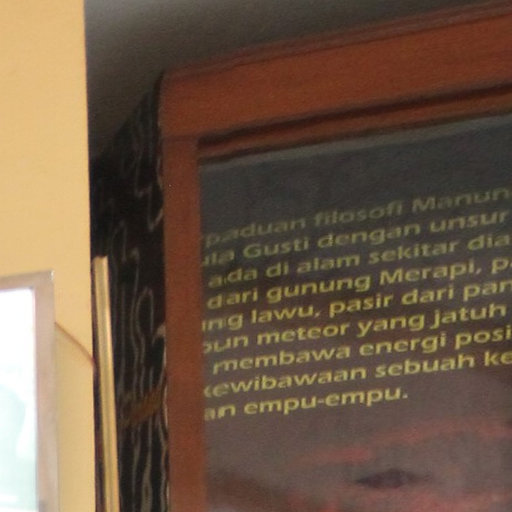 paduan filosofi Manun
la Gusti dengan unsur
ada di alam sekitar dia
dari gunung Merapi, p
ng lawu, pasir dari pan
pun meteor yang jatuh
membawa energi posi
kewibawaan sebuah ke
an empu-empu.